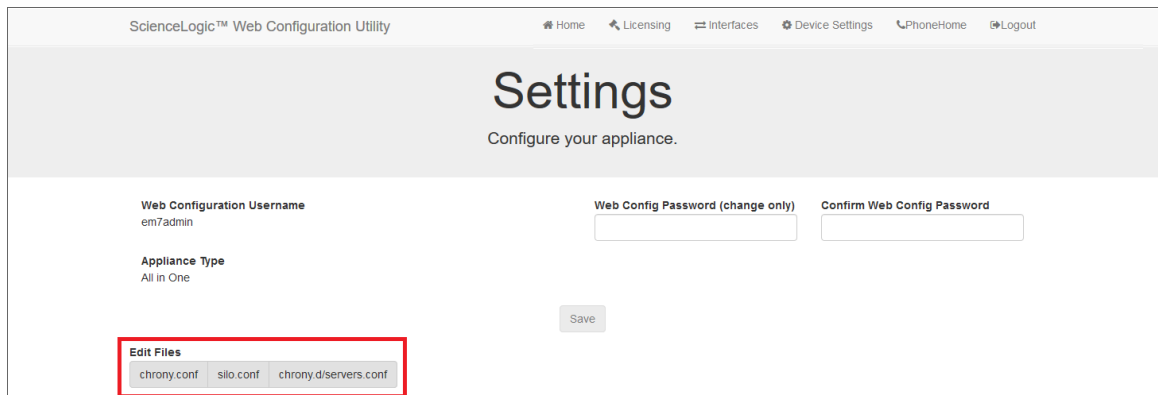 ScienceLogic™ Web Configuration Utility
Home Licensing Interfaces Device Settings PhoneHome Logout
Settings
Configure your appliance.
Web Configuration Username
em7admin
Web Config Password (change only)
Confirm Web Config Password
Appliance Type
All in One
Save
Edit Files
chrony.conf silo.conf chrony.d/servers.conf